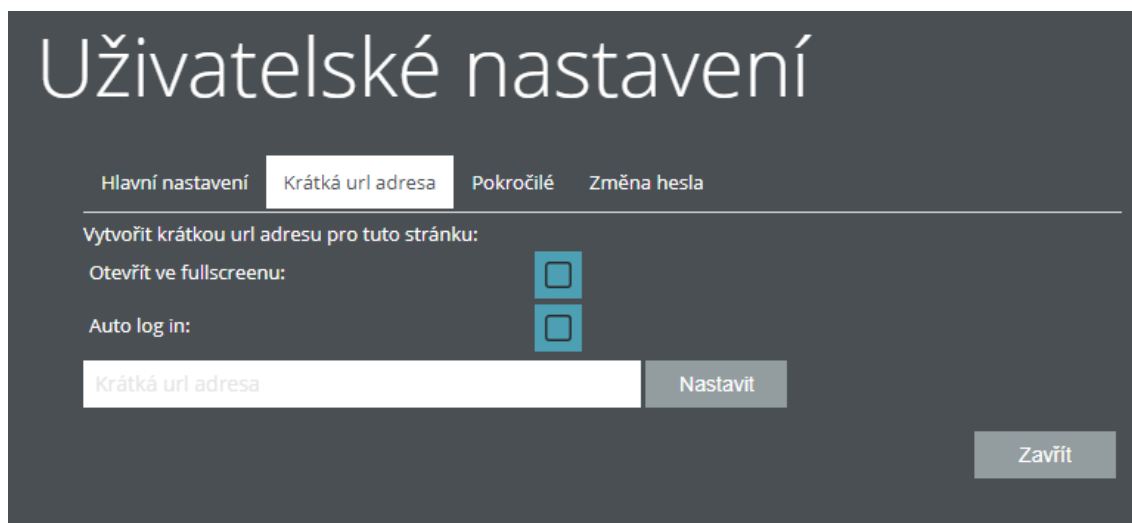 Uživatelské nastavení
Hlavní nastavení Krátká url adresa Pokročilé Změna hesla
Vytvořit krátkou url adresu pro tuto stránku:
Otevřít ve fullscreenu:
Auto log in:
Krátká url adresa Nastavit
Zavřít